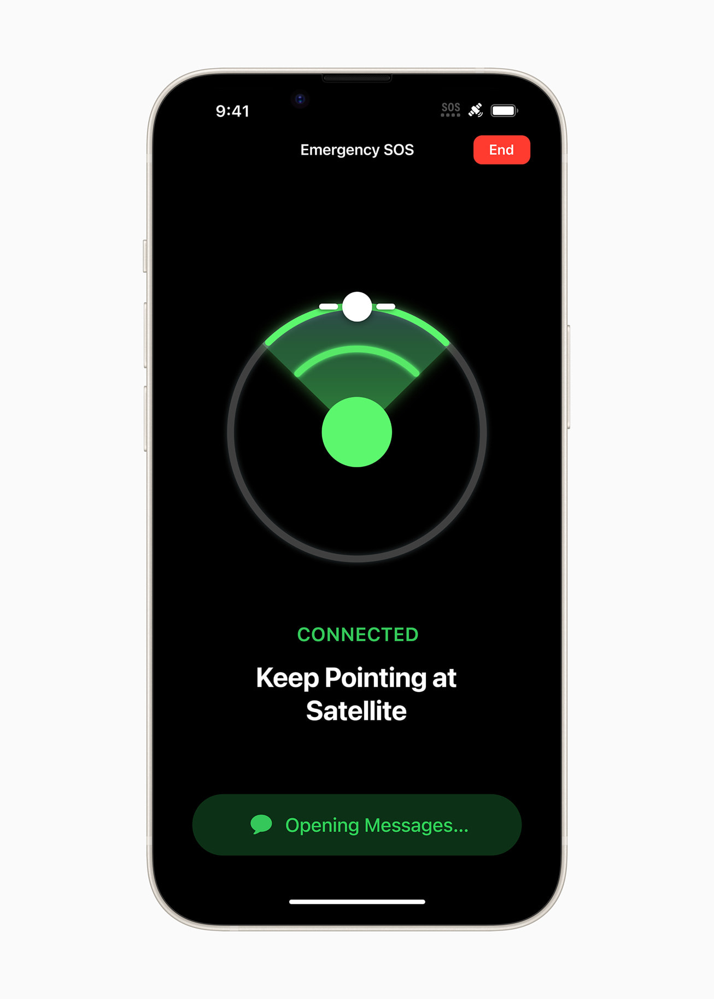 9:41
SOS
Emergency SOS
End
CONNECTED
Keep Pointing at
Satellite
Opening Messages...